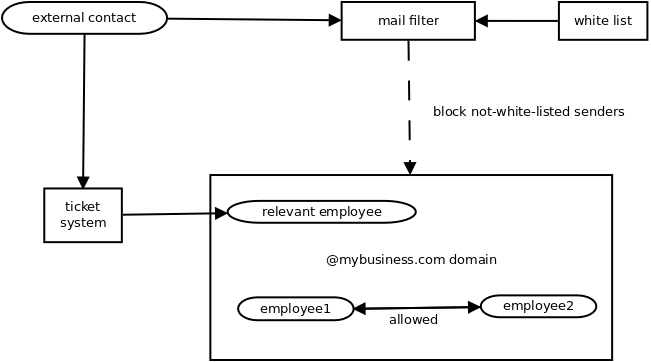 external contact
mail filter
white list
block not-white-listed senders
ticket
system
relevant employee
@mybusiness.com domain
employee1
employee2
allowed